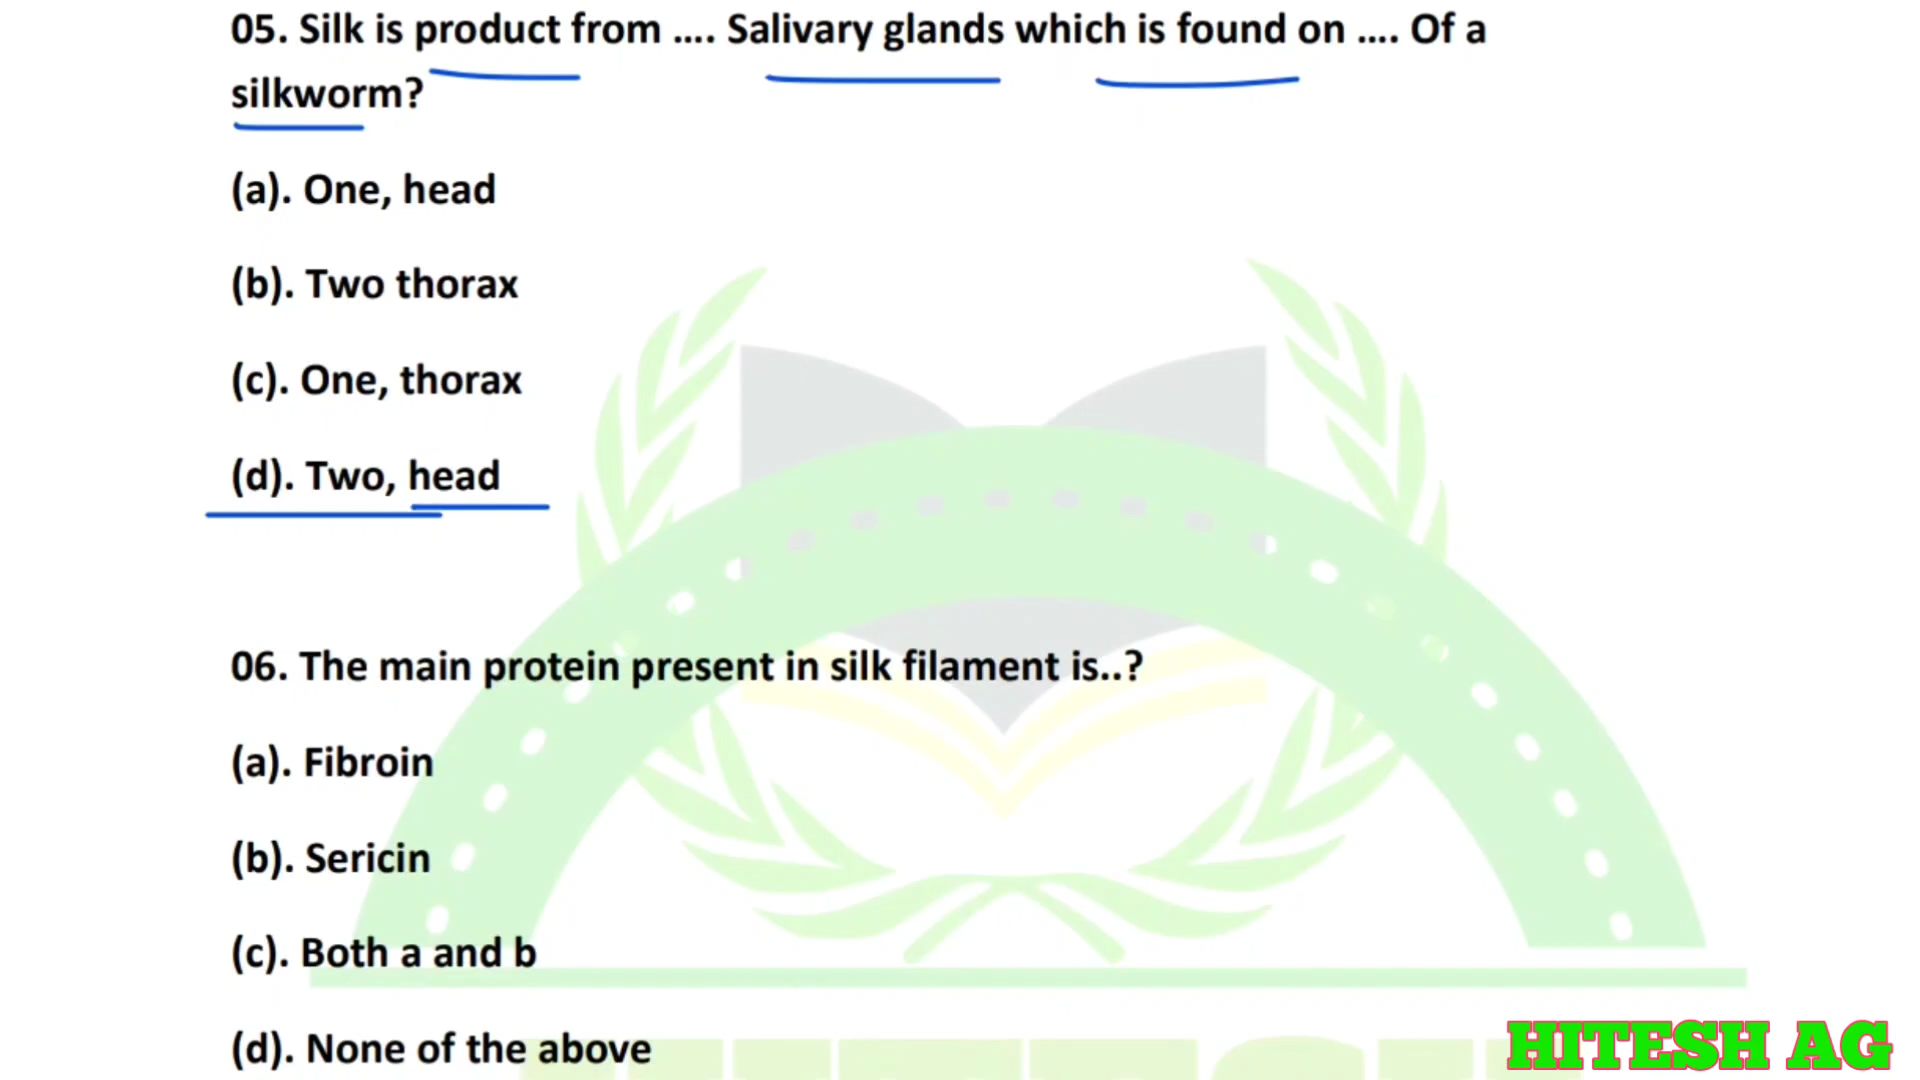 05. Silk is product from .... Salivary glands which is found on .... Of a
silkworm?
(a). One, head
(b). Two thorax
(c). One, thorax
(d). Two, head
06. The main protein present in silk filament is..?
(a). Fibroin
(b). Sericin
(c). Both a and b
(d). None of the above
HITESH AG